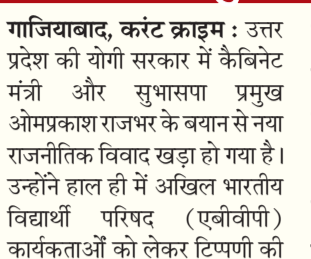 गाजियाबाद, करंट क्राइम : उत्तर
प्रदेश की योगी सरकार में कैबिनेट
मंत्री और सुभासपा प्रमुख
ओमप्रकाश राजभर के बयान से नया
राजनीतिक विवाद खड़ा हो गया है।
उन्होंने हाल ही में अखिल भारतीय
विद्यार्थी परिषद (एबीवीपी)
कार्यकताओं को लेकर टिप्पणी की